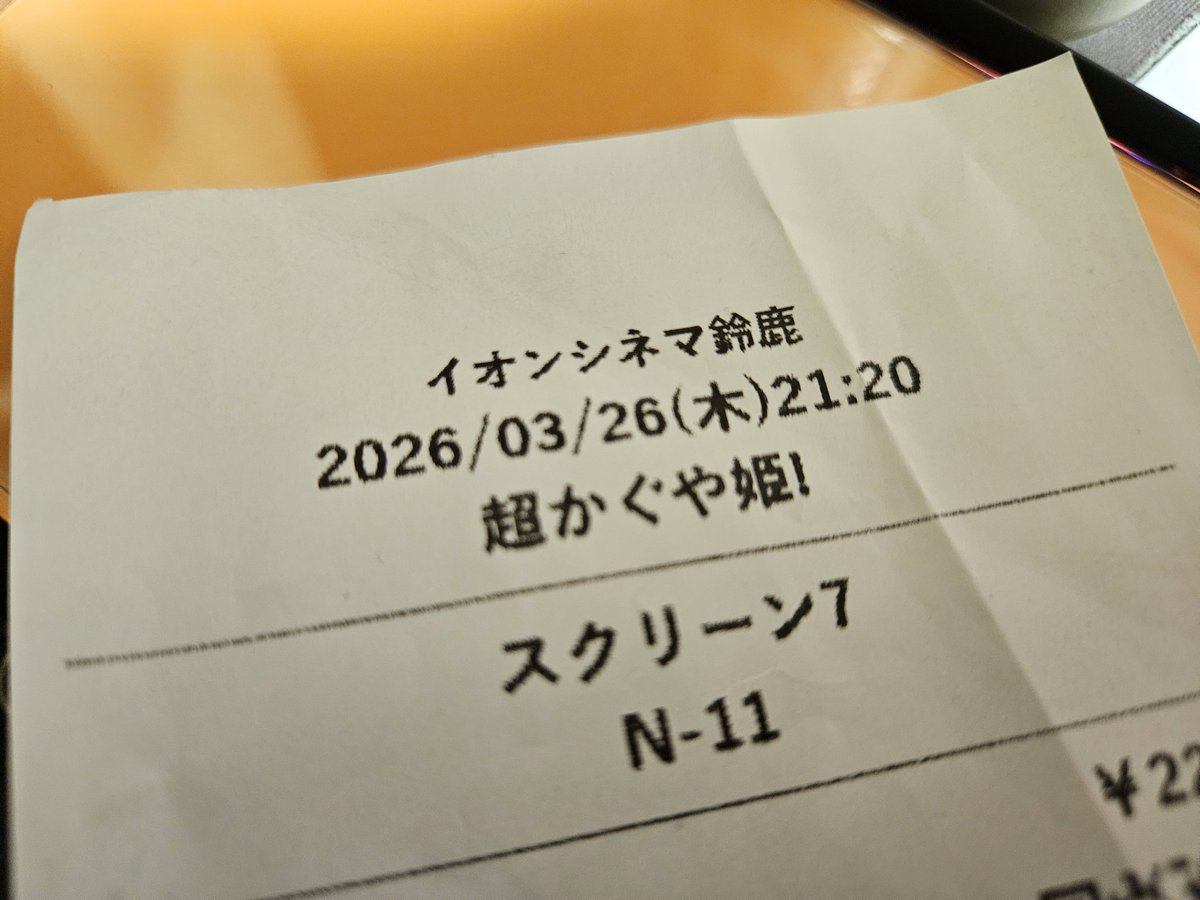 イオンシネマ鈴鹿
2026/03/26(木)21:20
超かぐや姫!
スクリーン7
N-11
¥22